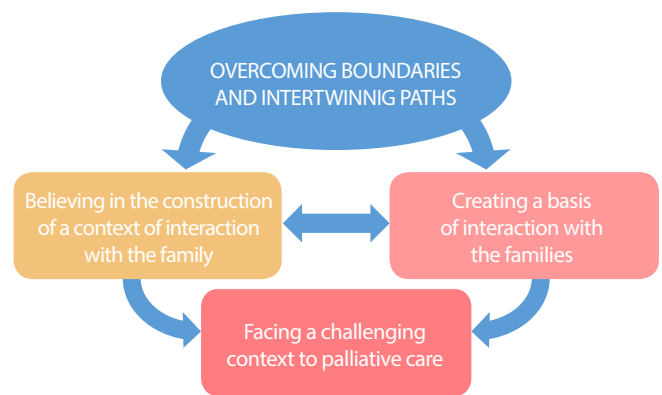 OVERCOMING BOUNDARIES
AND INTERTWINNIG PATHS
Believing in the construction
of a context of interaction
with the family
Creating a basis
of interaction with
the families
Facing a challenging
context to palliative care